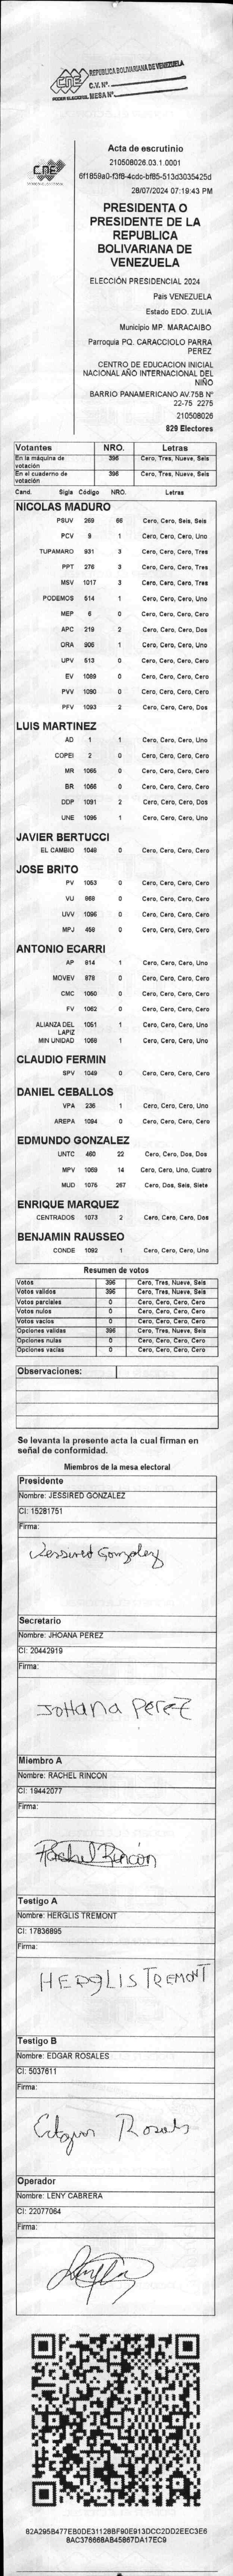 CNE
PODER ELECTORAL
REPUBLICA BOLIVARIANA DE VENEZUELA
C.V. N°.
MESA N°.
CNE
Acta de escrutinio
210508026.03.1.0001
6f1859a0-f3f8-4cdc-bf85-513d3035425d
28/07/2024 07:19:43 PM
PRESIDENTA O
PRESIDENTE DE LA
REPUBLICA
BOLIVARIANA DE
VENEZUELA
ELECCIÓN PRESIDENCIAL 2024
Pais VENEZUELA
Estado EDO. ZULIA
Municipio MP. MARACAIBO
Parroquia PQ. CARACCIOLO PARRA
PEREZ
CENTRO DE EDUCACION INICIAL
NACIONAL AÑO INTERNACIONAL DEL
NIÑO
BARRIO PANAMERICANO AV.75B N°
22-75 2275
210508026
829 Electores
Votantes NRO. Letras
En la máquina de votación 396 Cero, Tres, Nueve, Seis
En el cuaderno de votación 396 Cero, Tres, Nueve, Seis
Cand. Sigla Código NRO. Letras
NICOLAS MADURO
PSUV 269 66 Cero, Cero, Seis, Seis
PCV 9 1 Cero, Cero, Cero, Uno
TUPAMARO 931 3 Cero, Cero, Cero, Tres
PPT 276 3 Cero, Cero, Cero, Tres
MSV 1017 3 Cero, Cero, Cero, Tres
PODEMOS 514 1 Cero, Cero, Cero, Uno
MEP 6 0 Cero, Cero, Cero, Cero
APC 219 2 Cero, Cero, Cero, Dos
ORA 906 1 Cero, Cero, Cero, Uno
UPV 513 0 Cero, Cero, Cero, Cero
EV 1089 0 Cero, Cero, Cero, Cero
PVV 1090 0 Cero, Cero, Cero, Cero
PFV 1093 2 Cero, Cero, Cero, Dos
LUIS MARTINEZ
AD 1 1 Cero, Cero, Cero, Uno
COPEI 2 0 Cero, Cero, Cero, Cero
MR 1065 0 Cero, Cero, Cero, Cero
BR 1066 0 Cero, Cero, Cero, Cero
DDP 1091 2 Cero, Cero, Cero, Dos
UNE 1095 1 Cero, Cero, Cero, Uno
JAVIER BERTUCCI
EL CAMBIO 1048 0 Cero, Cero, Cero, Cero
JOSE BRITO
PV 1053 0 Cero, Cero, Cero, Cero
VU 868 0 Cero, Cero, Cero, Cero
UVV 1096 0 Cero, Cero, Cero, Cero
MPJ 458 0 Cero, Cero, Cero, Cero
ANTONIO ECARRI
AP 814 1 Cero, Cero, Cero, Uno
MOVEV 878 0 Cero, Cero, Cero, Cero
CMC 1050 0 Cero, Cero, Cero, Cero
FV 1062 0 Cero, Cero, Cero, Cero
ALIANZA DEL LAPIZ 1051 1 Cero, Cero, Cero, Uno
MIN UNIDAD 1068 1 Cero, Cero, Cero, Uno
CLAUDIO FERMIN
SPV 1049 0 Cero, Cero, Cero, Cero
DANIEL CEBALLOS
VPA 236 1 Cero, Cero, Cero, Uno
AREPA 1094 0 Cero, Cero, Cero, Cero
EDMUNDO GONZALEZ
UNTC 460 22 Cero, Cero, Dos, Dos
MPV 1069 14 Cero, Cero, Uno, Cuatro
MUD 1075 267 Cero, Dos, Seis, Siete
ENRIQUE MARQUEZ
CENTRADOS 1073 2 Cero, Cero, Cero, Dos
BENJAMIN RAUSSEO
CONDE 1092 1 Cero, Cero, Cero, Uno
Resumen de votos
Votos 396 Cero, Tres, Nueve, Seis
Votos validos 396 Cero, Tres, Nueve, Seis
Votos parciales 0 Cero, Cero, Cero, Cero
Votos nulos 0 Cero, Cero, Cero, Cero
Votos vacios 0 Cero, Cero, Cero, Cero
Opciones validas 396 Cero, Tres, Nueve, Seis
Opciones nulas 0 Cero, Cero, Cero, Cero
Opciones vacias 0 Cero, Cero, Cero, Cero
Observaciones:
Se levanta la presente acta la cual firman en
señal de conformidad.
Miembros de la mesa electoral
Presidente
Nombre: JESSIRED GONZALEZ
CI: 15281751
Firma:
Jessired Gonzalez
Secretario
Nombre: JHOANA PEREZ
CI: 20442919
Firma:
JoHana Perez
Miembro A
Nombre: RACHEL RINCON
CI: 19442077
Firma:
Rachel Rincón
Testigo A
Nombre: HERGLIS TREMONT
CI: 17836895
Firma:
HERGLIS TREMONT
Testigo B
Nombre: EDGAR ROSALES
CI: 5037611
Firma:
Edgar Rosales
Operador
Nombre: LENY CABRERA
CI: 22077064
Firma:
82A295B477EB0DE31128BF90E913DCC2DD2EEC3E6
8AC376668AB45867DA17EC9